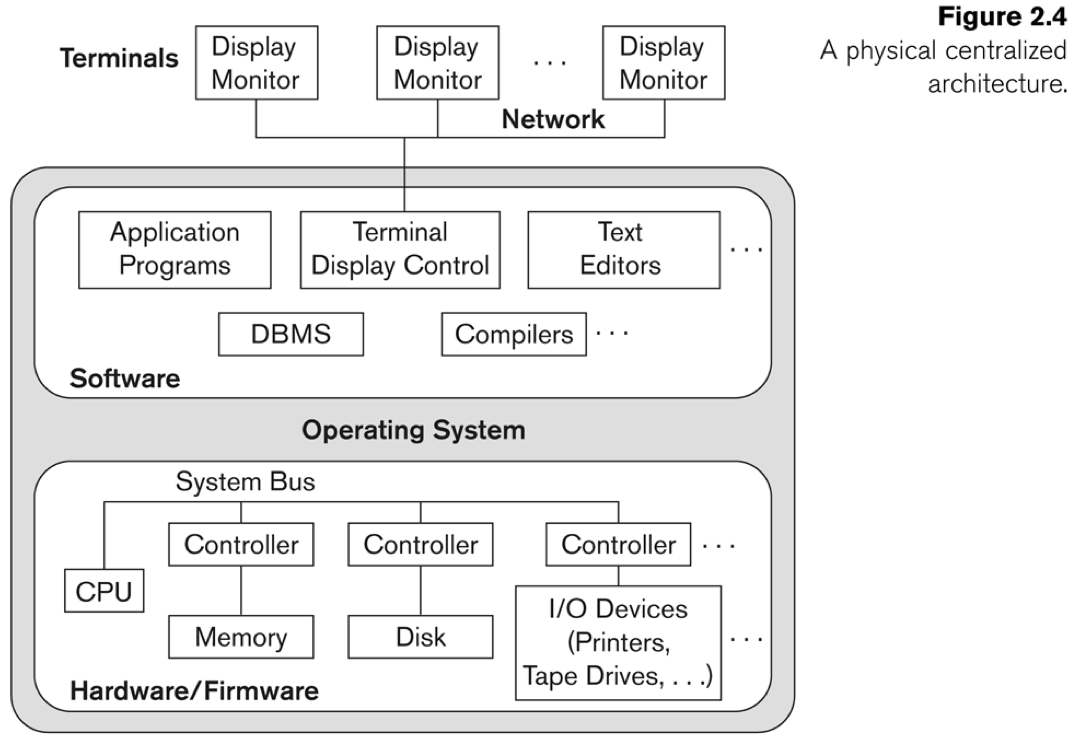 Figure 2.4
A physical centralized
architecture.
Terminals
Display
Monitor
Display
Monitor
. . .
Display
Monitor
Network
Application
Programs
Terminal
Display Control
Text
Editors
. . .
DBMS
Compilers
. . .
Software
Operating System
System Bus
Controller
Controller
Controller
. . .
CPU
Memory
Disk
I/O Devices
(Printers,
Tape Drives, . . .)
. . .
Hardware/Firmware